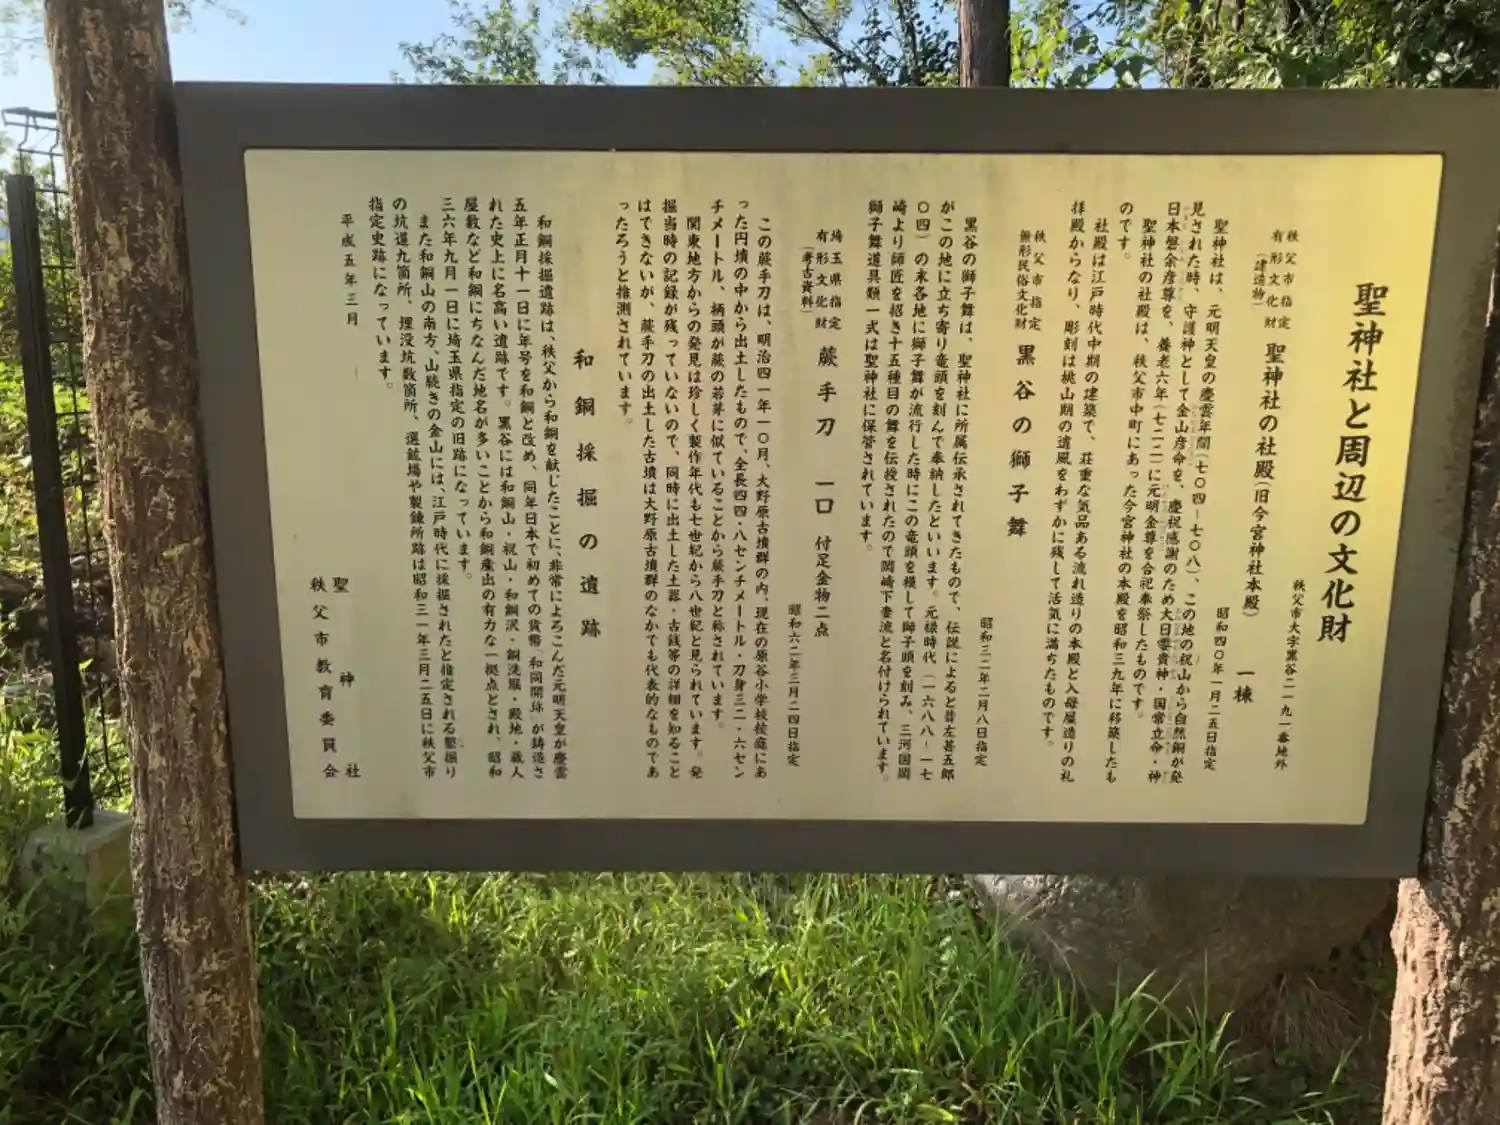 聖神社と周辺の文化財
秩父市大字黒谷二一九一番地外
秩父市指定
有形文化財
(建造物)
聖神社の社殿(旧今宮神社本殿)
一棟
昭和四〇年一月二五日指定
聖神社は、元明天皇の慶雲年間(七〇四−七〇八)、この地の祝山から自然銅が発
見された時、守護神として金山彦命を、慶祝感謝のため大日孁貴神・国常立命・神
日本磐余彦尊を、養老六年(七二二)に元明金尊を合祀奉祭したものです。
聖神社の社殿は、秩父市中町にあった今宮神社の本殿を昭和三九年に移築したも
のです。
社殿は江戸時代中期の建築で、荘重な気品ある流れ造りの本殿と入母屋造りの礼
拝殿からなり、彫刻は桃山期の遺風をわずかに残して活気に満ちたものです。
秩父市指定
無形民俗文化財
黒谷の獅子舞
昭和三二年二月八日指定
黒谷の獅子舞は、聖神社に所属伝承されてきたもので、伝説によると昔左甚五郎
がこの地に立ち寄り竜頭を刻んで奉納したといいます。元禄時代(一六八八−一七
〇四)の末各地に獅子舞が流行した時にこの竜頭を模して獅子頭を刻み、三河国岡
崎より師匠を招き十五種目の舞を伝授されたので岡崎下妻流と名付けられています。
獅子舞道具類一式は聖神社に保管されています。
埼玉県指定
有形文化財
(考古資料)
蕨手刀 一口 付足金物二点
昭和六二年三月二四日指定
この蕨手刀は、明治四一年一〇月、大野原古墳群の内、現在の原谷小学校校庭にあ
った円墳の中から出土したもので、全長四四・八センチメートル・刀身三二・六セン
チメートル、柄頭が蕨の若芽に似ていることから蕨手刀と称されています。
関東地方からの発見は珍しく製作年代も七世紀から八世紀と見られています。発
掘当時の記録が残っていないので、同時に出土した土器・古銭等の詳細を知ること
はできないが、蕨手刀の出土した古墳は大野原古墳群のなかでも代表的なものであ
ったろうと推測されています。
和銅採掘の遺跡
和銅採掘遺跡は、秩父から和銅を献じたことに、非常によろこんだ元明天皇が慶雲
五年正月十一日に年号を和銅と改め、同年日本で初めての貨幣「和同開珎」が鋳造さ
れた史上に名高い遺跡です。黒谷には和銅山・祝山・和銅沢・銅洗堀・殿地・蔵人
屋敷など和銅にちなんだ地名が多いことから和銅産出の有力な一拠点とされ、昭和
三六年九月一日に埼玉県指定の旧跡になっています。
また和銅山の南方、山続きの金山には、江戸時代に採掘されたと推定される竪掘り
の坑道九箇所、埋没坑数箇所、選鉱場や製錬所跡は昭和三一年三月二五日に秩父市
指定史跡になっています。
平成五年三月
聖神社
秩父市教育委員会